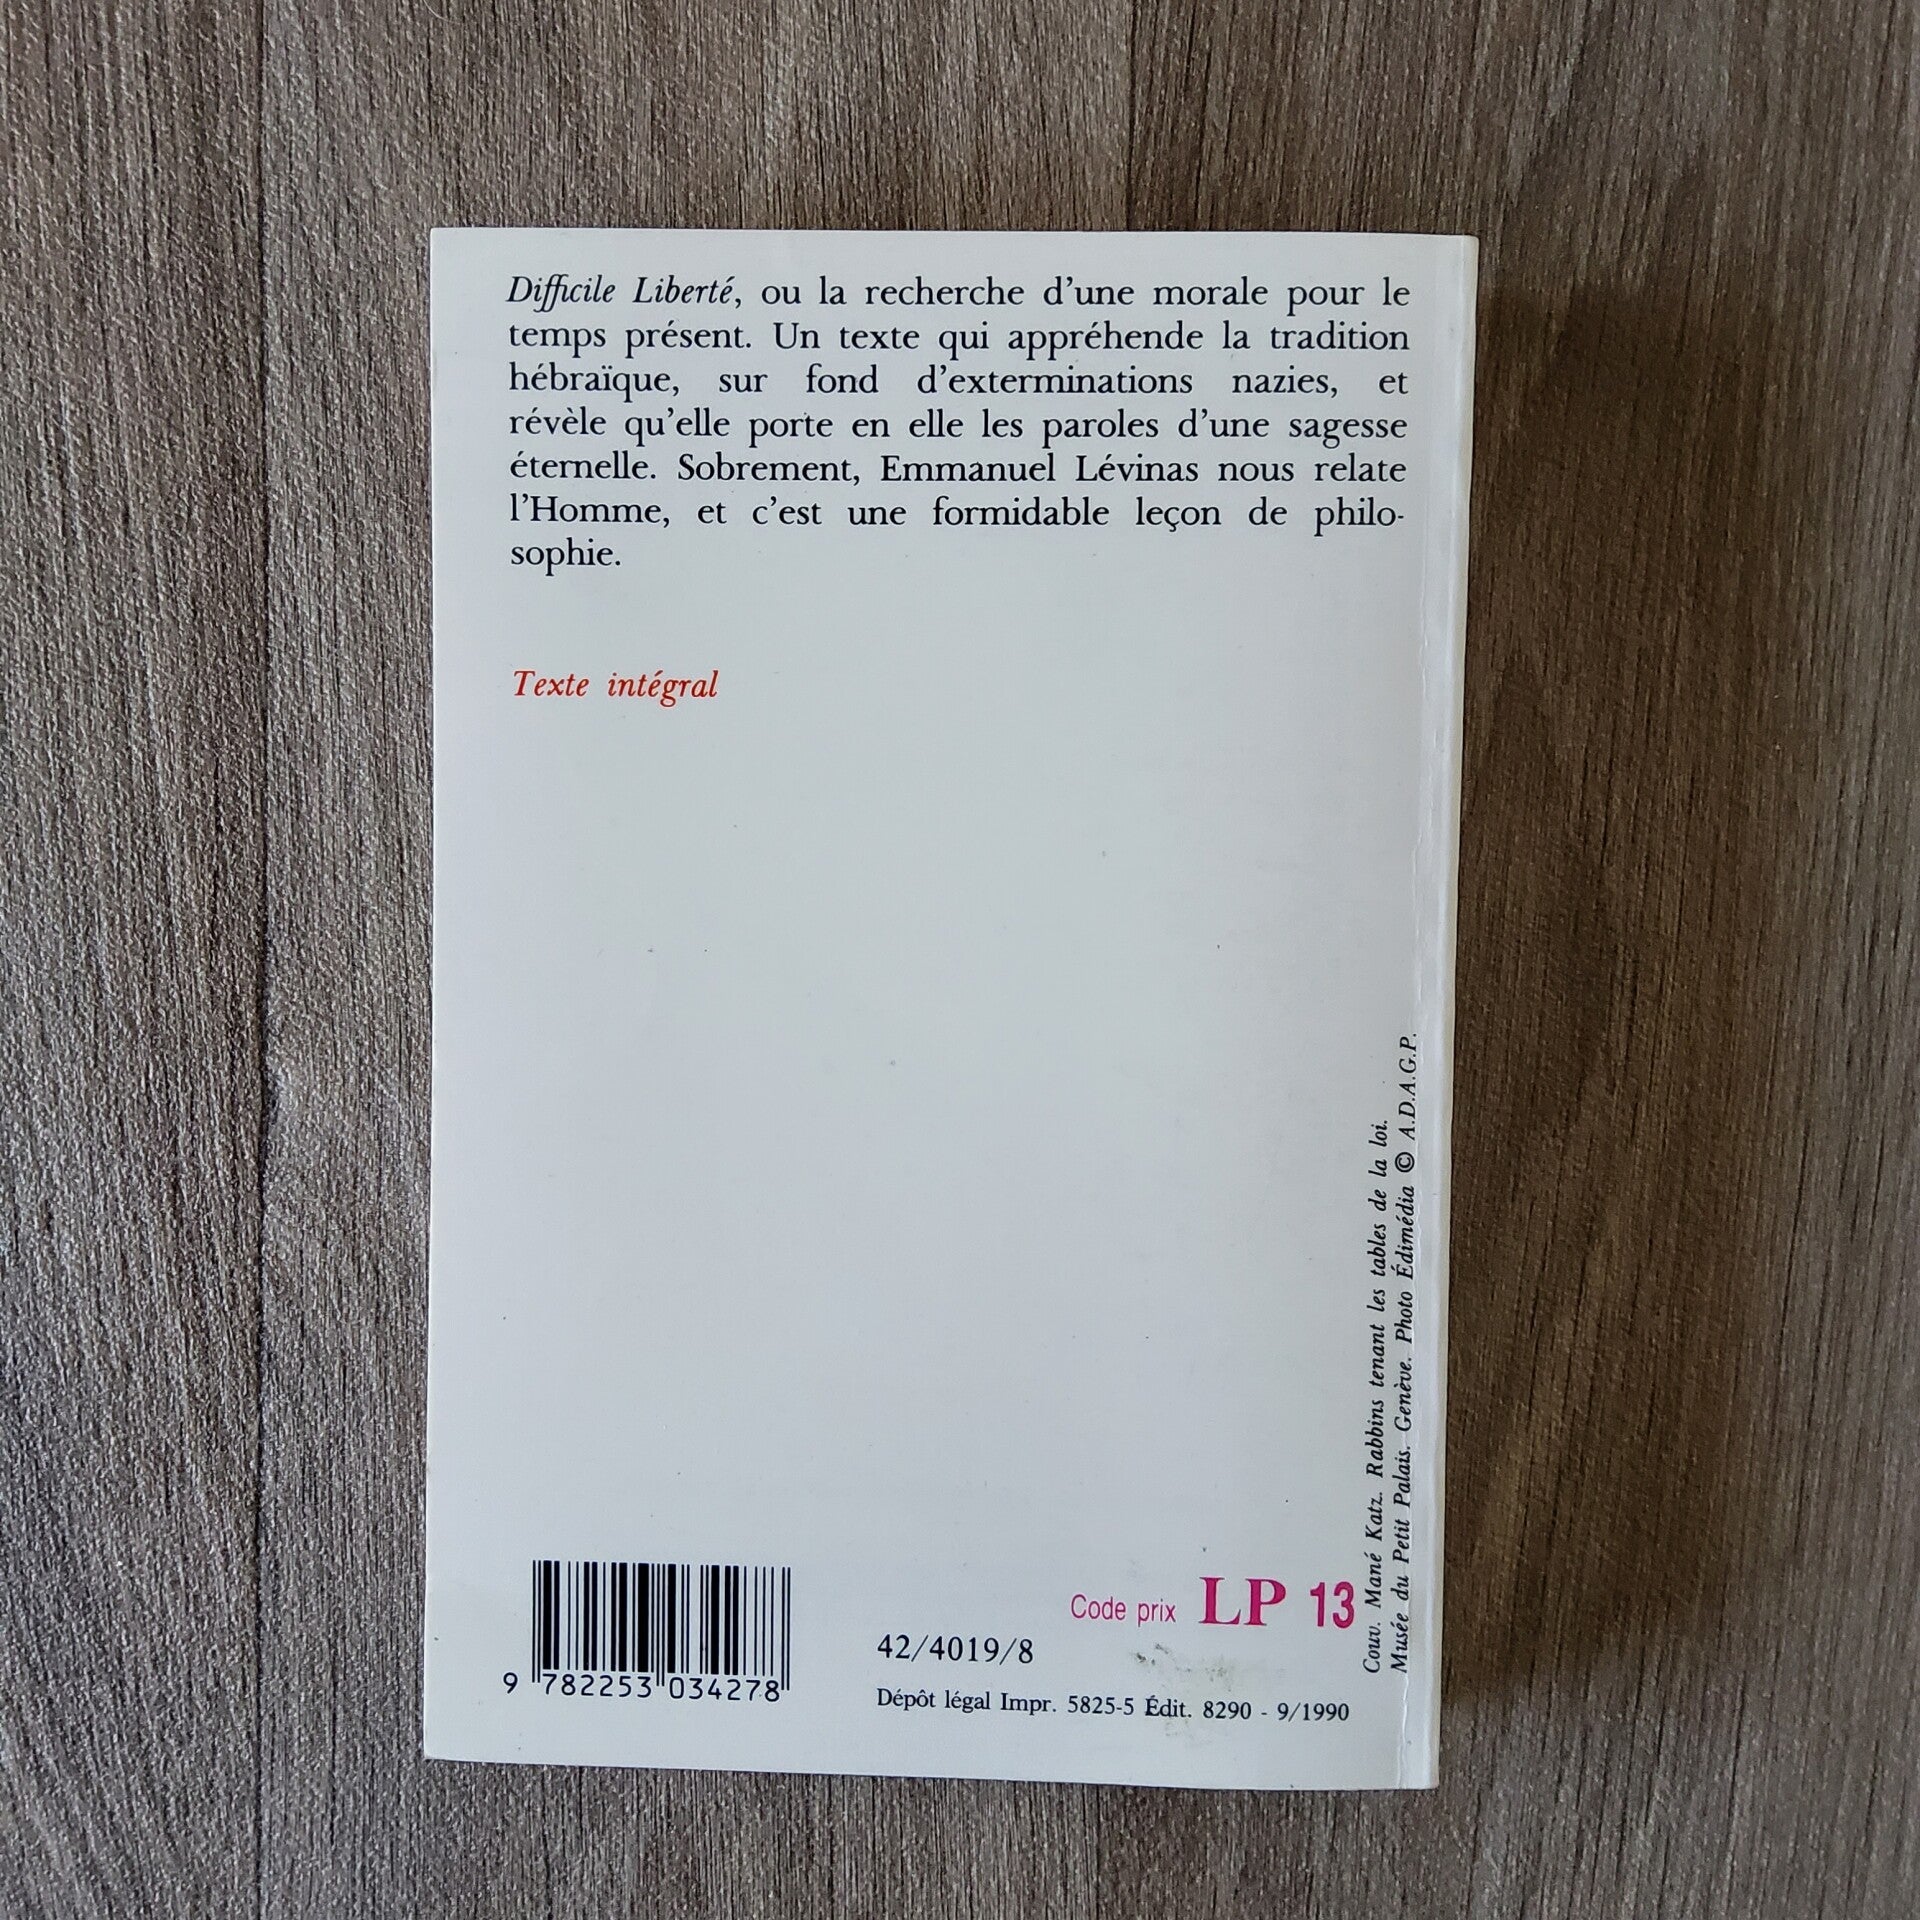 Difficile Liberté, ou la recherche d'une morale pour le
temps présent. Un texte qui appréhende la tradition
hébraïque, sur fond d'exterminations nazies, et
révèle qu'elle porte en elle les paroles d'une sagesse
éternelle. Sobrement, Emmanuel Lévinas nous relate
l'Homme, et c'est une formidable leçon de philo-
sophie.
Texte intégral
Couv. Mané Katz. Rabbins tenant les tables de la loi.
Musée du Petit Palais. Genève. Photo Édimédia © A.D.A.G.P.
Code prix LP 13
42/4019/8
9 782253 034278
Dépôt légal Impr. 5825-5 Édit. 8290 - 9/1990